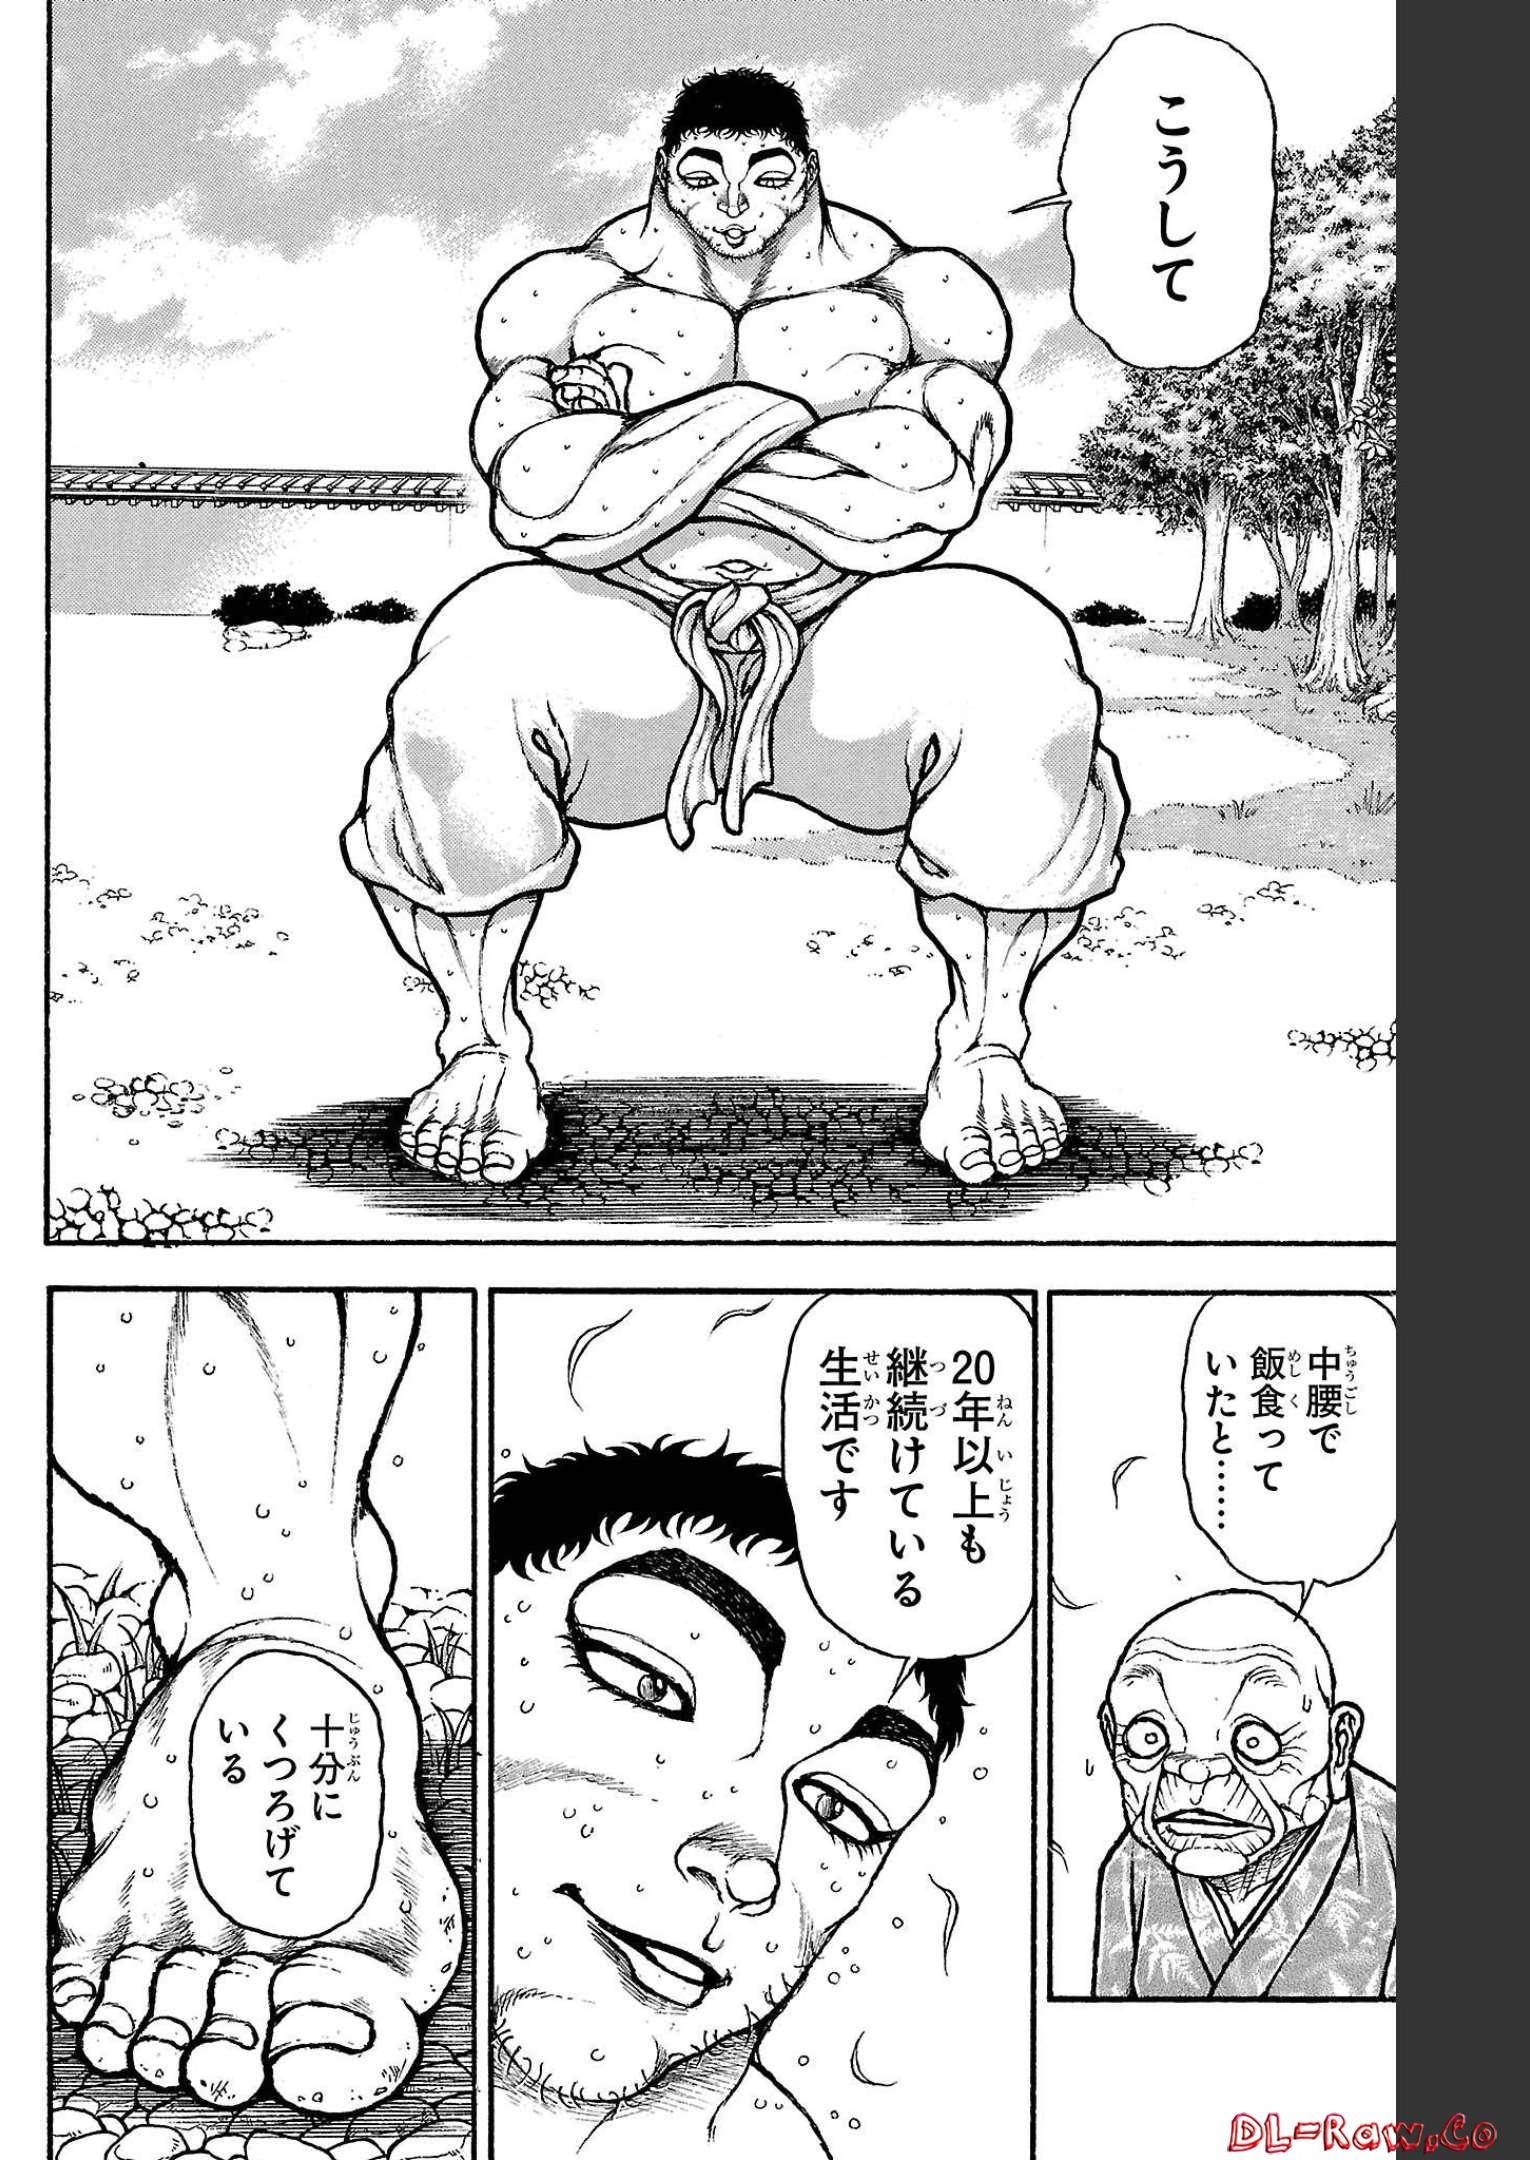 こうして
中腰で
飯食って
いたと……
20年以上も
継続けている
生活です
十分に
くつろげて
いる
DL-Raw.Co